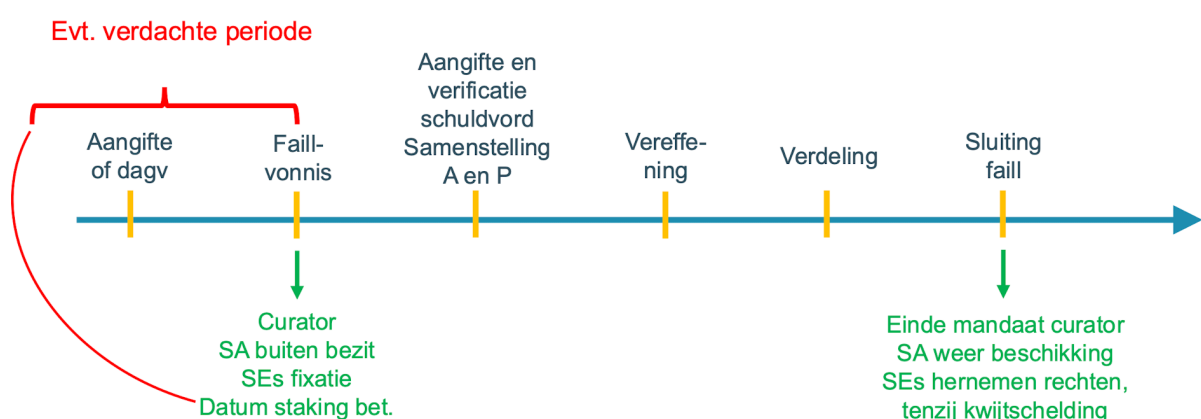 Evt. verdachte periode
Aangifte
of dagv
Faill-
vonnis
Aangifte en
verificatie
schuldvord
Samenstelling
A en P
Vereffe-
ning
Verdeling
Sluiting
faill
Curator
SA buiten bezit
SEs fixatie
Datum staking bet.
Einde mandaat curator
SA weer beschikking
SEs hernemen rechten,
tenzij kwijtschelding